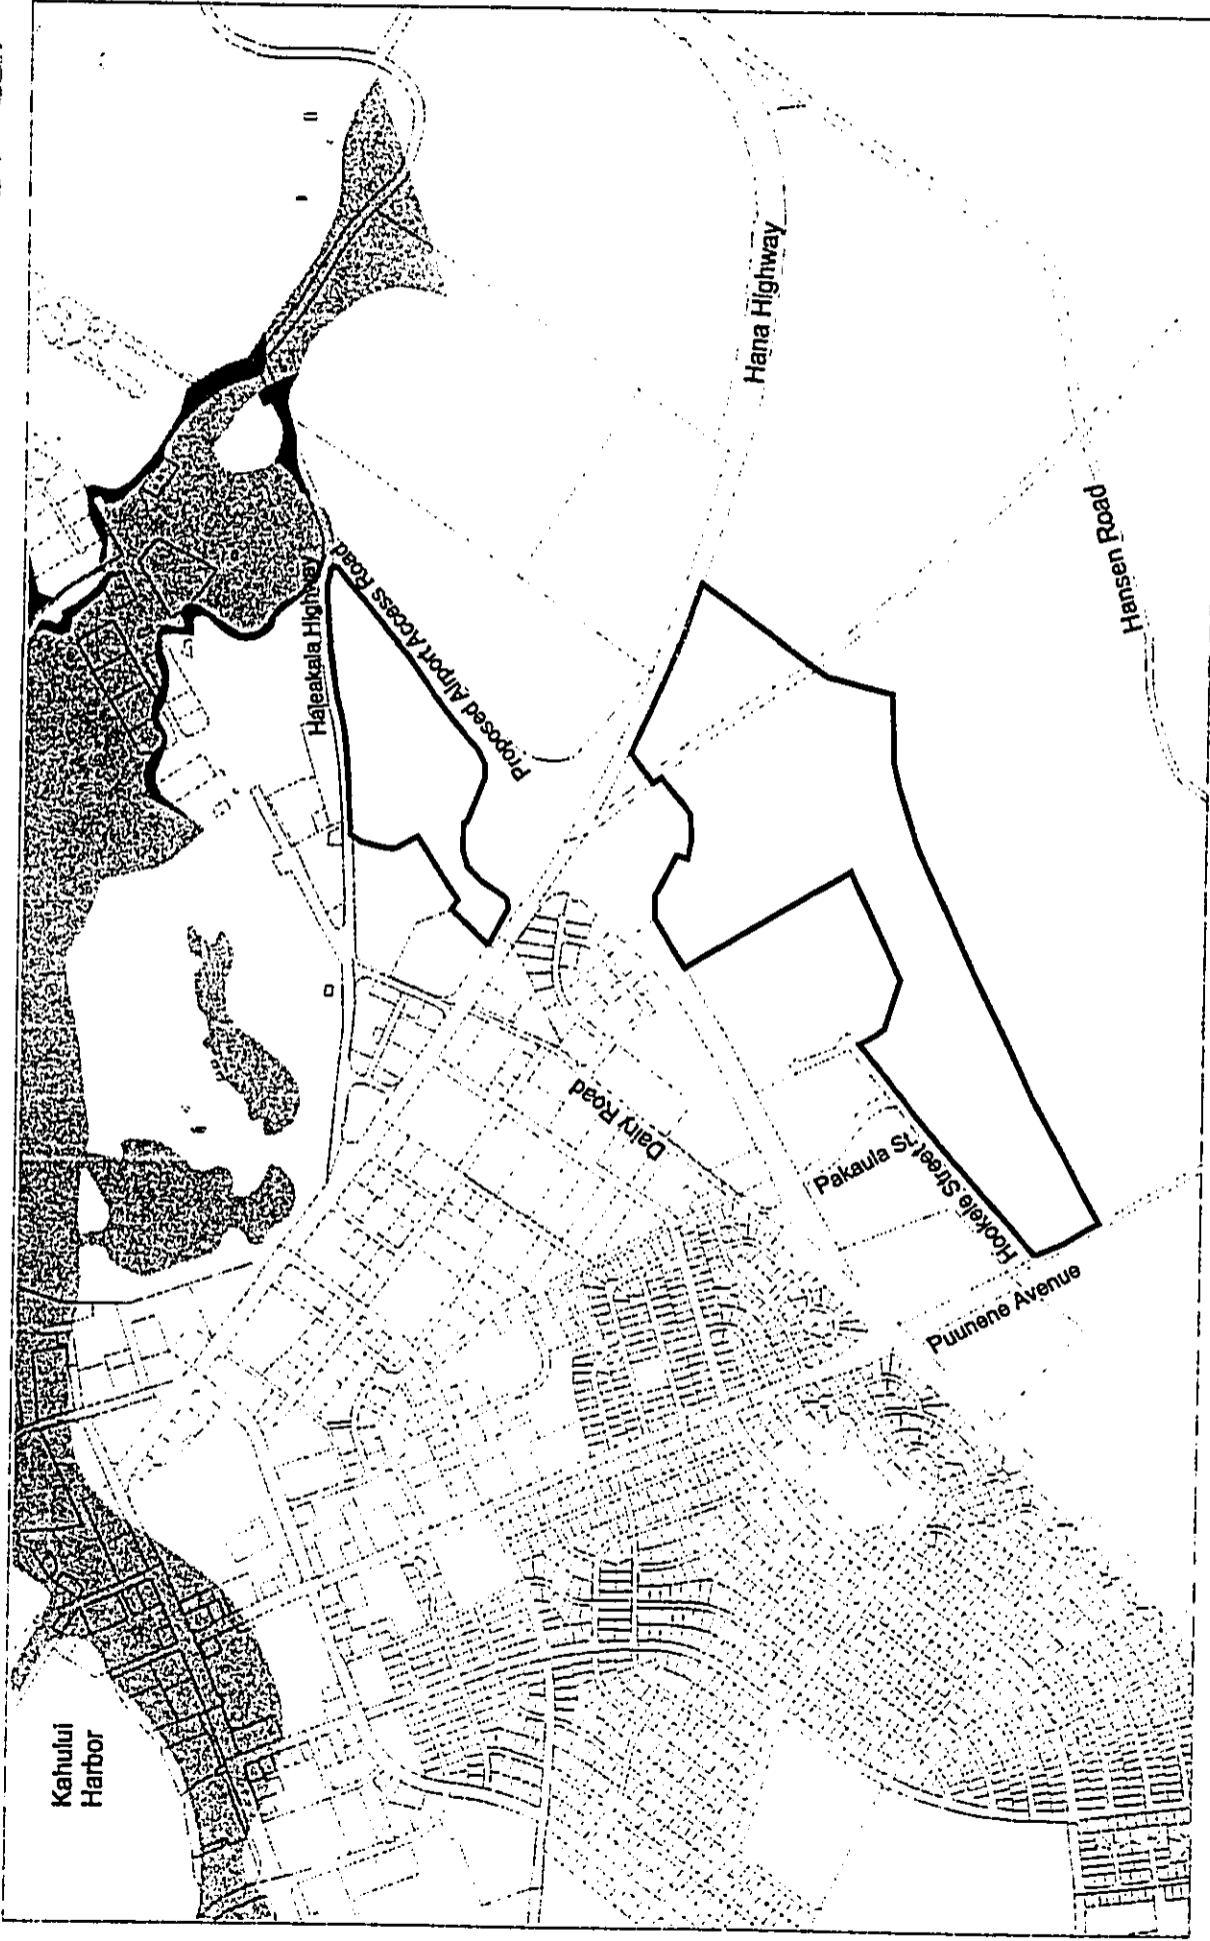 Kahului
Harbor
Haleakala Highway
Proposed Airport Access Road
Hana Highway
Hansen Road
Dairy Road
Pakaula St.
Hookele Street
Puunene Avenue